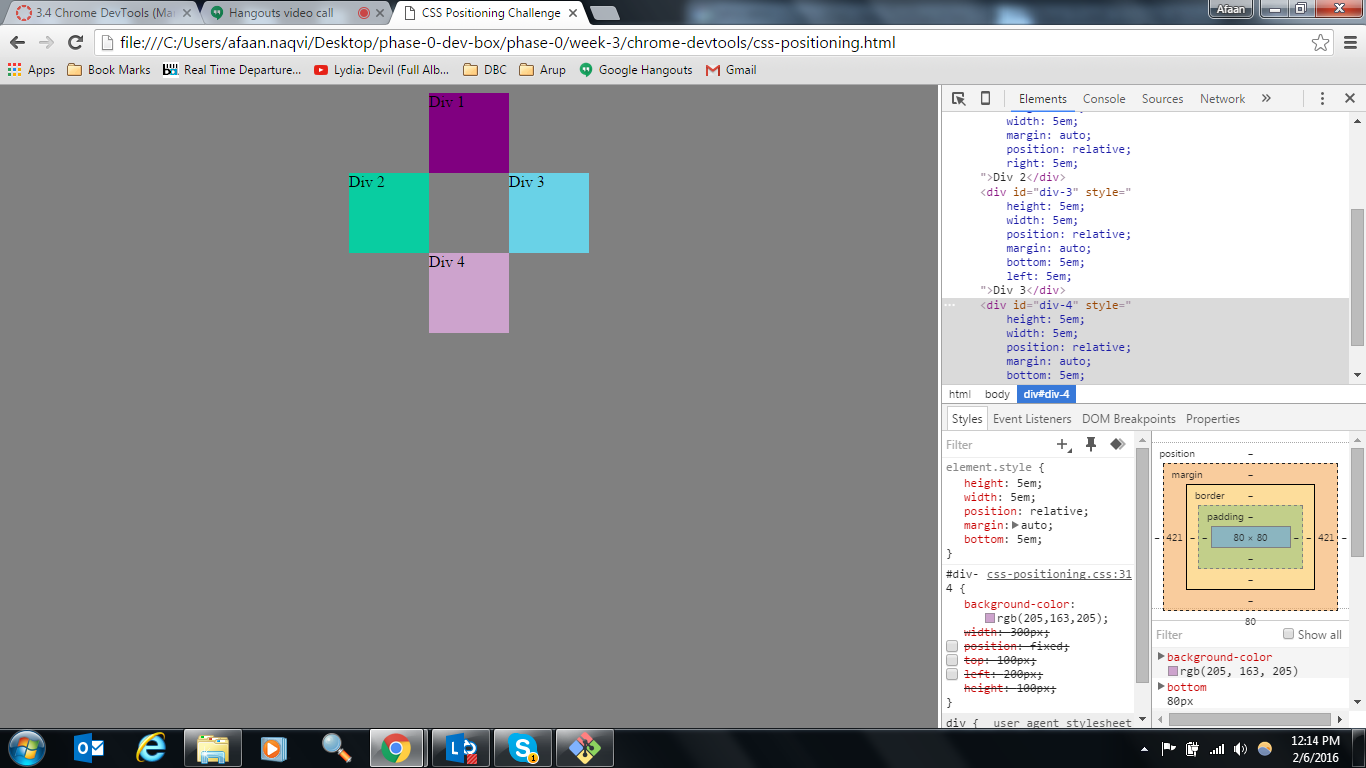 3.4 Chrome DevTools (Ma
Hangouts video call
CSS Positioning Challenge
Afaan
file:///C:/Users/afaan.naqvi/Desktop/phase-0-dev-box/phase-0/week-3/chrome-devtools/css-positioning.html
Apps
Book Marks
Real Time Departure...
Lydia: Devil (Full Alb...
DBC
Arup
Google Hangouts
Gmail
Div 1
Div 2
Div 3
Div 4
Elements Console Sources Network »
width: 5em;
margin: auto;
position: relative;
right: 5em;
">Div 2</div>
<div id="div-3" style="
height: 5em;
width: 5em;
position: relative;
margin: auto;
bottom: 5em;
left: 5em;
">Div 3</div>
<div id="div-4" style="
height: 5em;
width: 5em;
position: relative;
margin: auto;
bottom: 5em;
html body div#div-4
Styles Event Listeners DOM Breakpoints Properties
Filter
element.style {
height: 5em;
width: 5em;
position: relative;
margin: auto;
bottom: 5em;
}
#div- css-positioning.css:31
4 {
background-color:
rgb(205,163,205);
width: 300px;
position: fixed;
top: 100px;
left: 200px;
height: 100px;
}
div { user agent stylesheet
position –
margin –
border –
padding –
– 421 – – 80 × 80 – – 421 –
–
–
–
80
Filter Show all
background-color
rgb(205, 163, 205)
bottom
80px
12:14 PM
2/6/2016